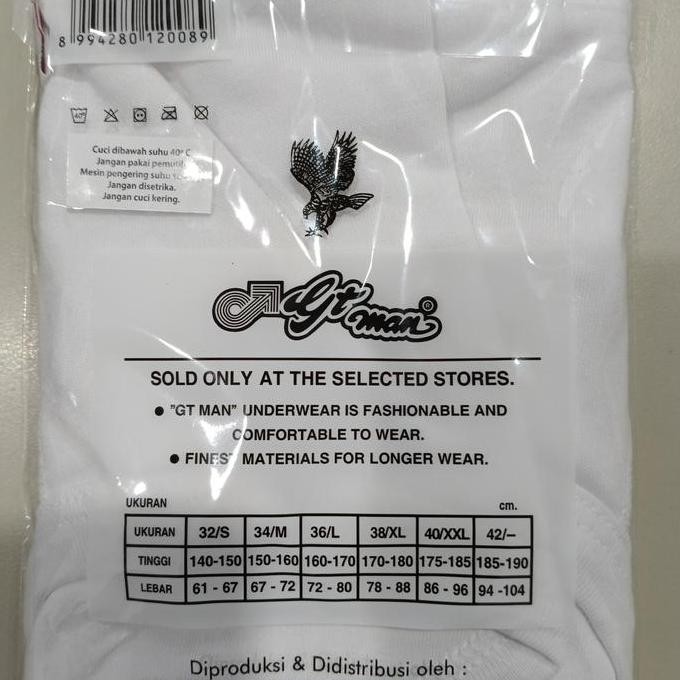 8 994280 120089
40°
Cuci dibawah suhu 40° C
Jangan pakai pemutih
Mesin pengering suhu
Jangan disetrika.
Jangan cuci kering.
Gt man ®
SOLD ONLY AT THE SELECTED STORES.
● "GT MAN" UNDERWEAR IS FASHIONABLE AND
COMFORTABLE TO WEAR.
● FINEST MATERIALS FOR LONGER WEAR.
UKURAN cm.
UKURAN 32/S 34/M 36/L 38/XL 40/XXL 42/–
TINGGI 140-150 150-160 160-170 170-180 175-185 185-190
LEBAR 61 - 67 67 - 72 72 - 80 78 - 88 86 - 96 94 -104
Diproduksi & Didistribusi oleh :